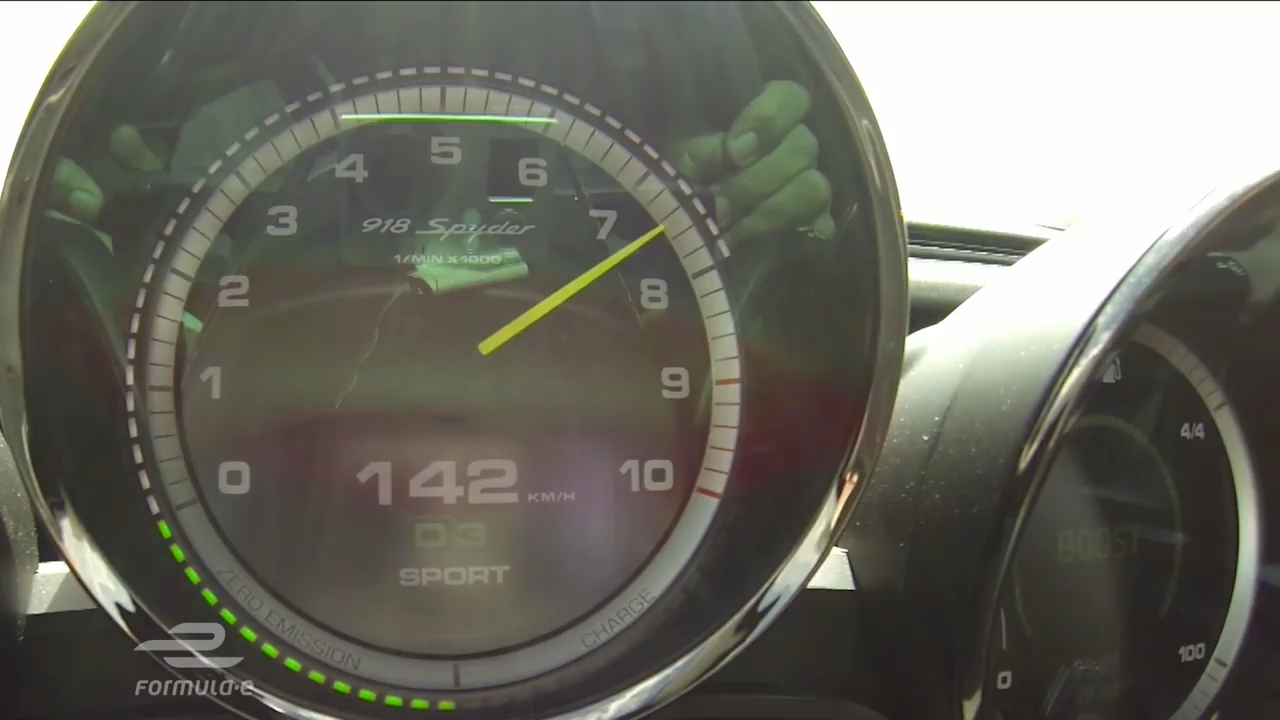 0
1
2
3
4
5
6
7
8
9
10
918 Spyder
1/MIN X1000
142 KM/H
D3
SPORT
ZERO EMISSION
CHARGE
4/4
BOOST
0
100
FORMULA·E